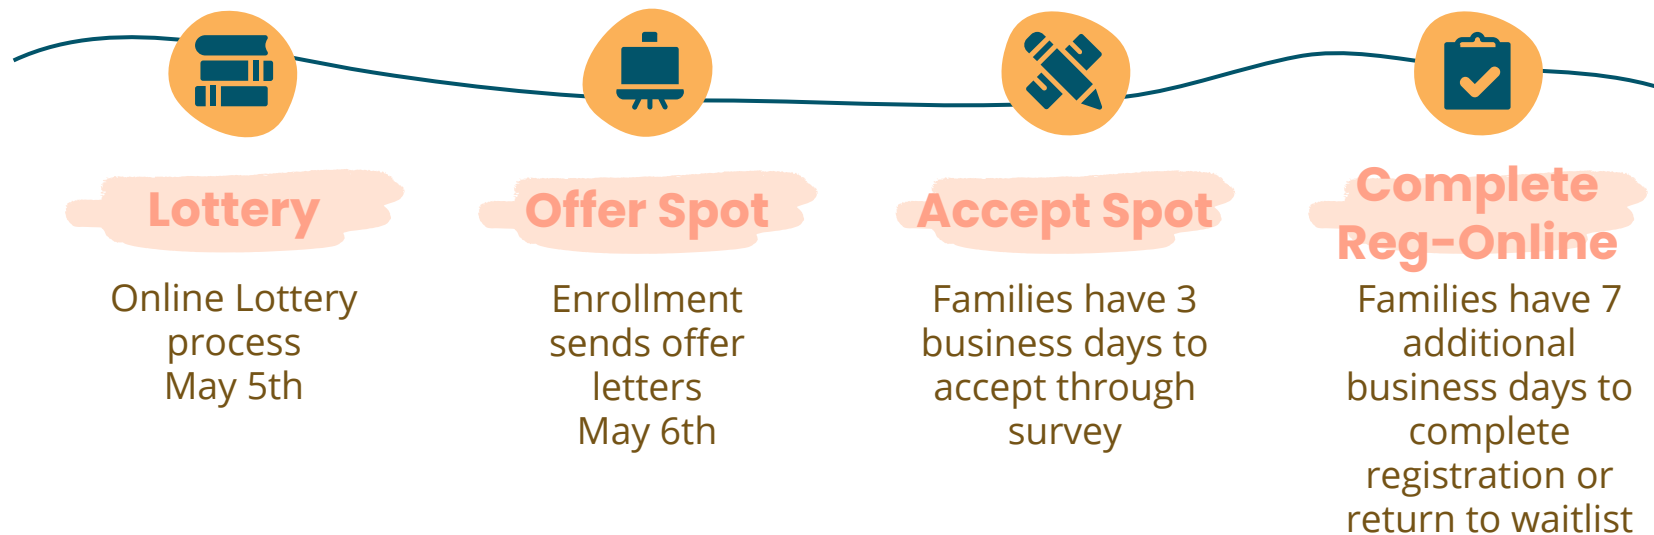 Lottery
Online Lottery
process
May 5th
Offer Spot
Enrollment
sends offer
letters
May 6th
Accept Spot
Families have 3
business days to
accept through
survey
Complete
Reg-Online
Families have 7
additional
business days to
complete
registration or
return to waitlist